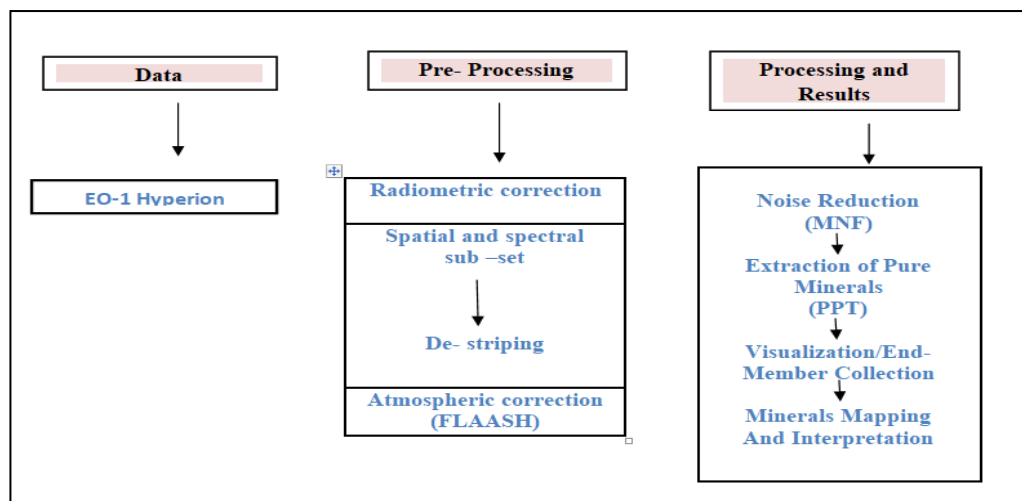 Data
EO-1 Hyperion
Pre- Processing
Radiometric correction
Spatial and spectral
sub –set
De- striping
Atmospheric correction
(FLAASH)
Processing and
Results
Noise Reduction
(MNF)
Extraction of Pure
Minerals
(PPT)
Visualization/End-
Member Collection
Minerals Mapping
And Interpretation